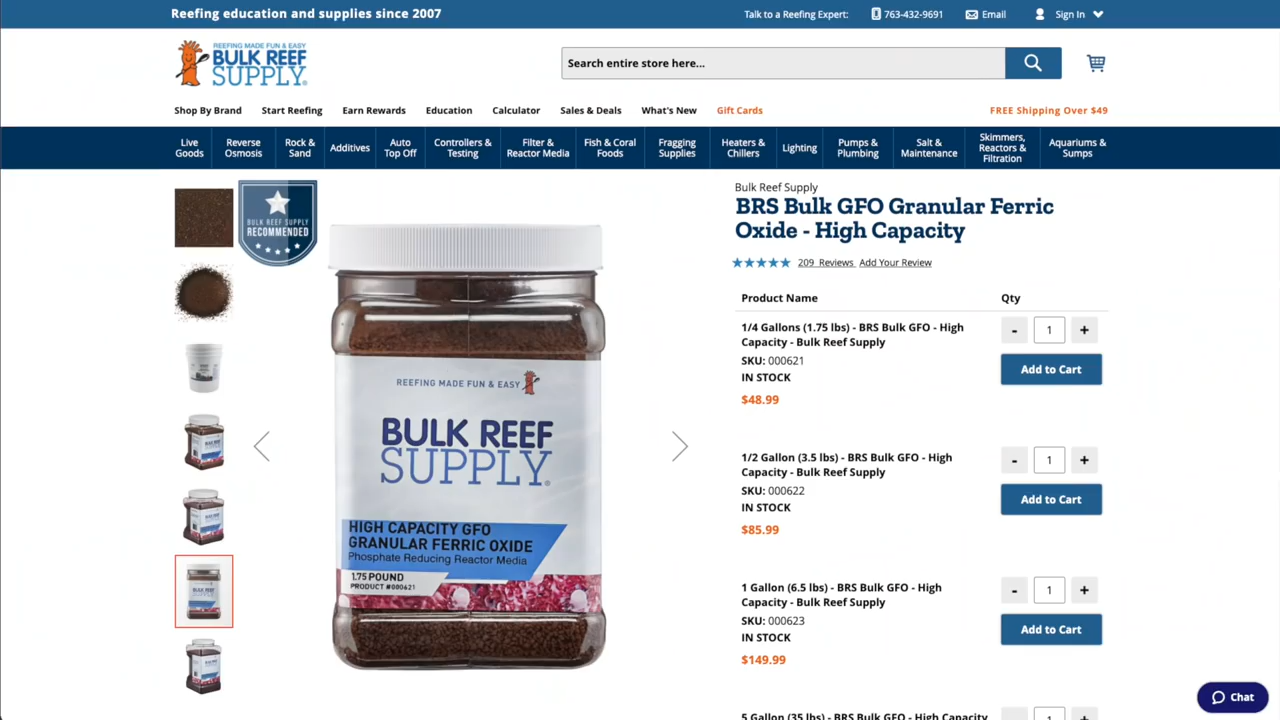 Reefing education and supplies since 2007
Talk to a Reefing Expert: 763-432-9691 Email Sign In
REEFING MADE FUN & EASY
BULK REEF
SUPPLY®
Search entire store here...
Shop By Brand Start Reefing Earn Rewards Education Calculator Sales & Deals What's New Gift Cards FREE Shipping Over $49
Live Goods
Reverse Osmosis
Rock & Sand
Additives
Auto Top Off
Controllers & Testing
Filter & Reactor Media
Fish & Coral Foods
Fragging Supplies
Heaters & Chillers
Lighting
Pumps & Plumbing
Salt & Maintenance
Skimmers, Reactors & Filtration
Aquariums & Sumps
BULK REEF SUPPLY
RECOMMENDED
REEFING MADE FUN & EASY
BULK REEF
SUPPLY®
HIGH CAPACITY GFO
GRANULAR FERRIC OXIDE
Phosphate Reducing Reactor Media
1.75 POUND
PRODUCT #000621
Bulk Reef Supply
BRS Bulk GFO Granular Ferric
Oxide - High Capacity
209 Reviews Add Your Review
Product Name Qty
1/4 Gallons (1.75 lbs) - BRS Bulk GFO - High
Capacity - Bulk Reef Supply
SKU: 000621
IN STOCK
$48.99
- 1 +
Add to Cart
1/2 Gallon (3.5 lbs) - BRS Bulk GFO - High
Capacity - Bulk Reef Supply
SKU: 000622
IN STOCK
$85.99
- 1 +
Add to Cart
1 Gallon (6.5 lbs) - BRS Bulk GFO - High
Capacity - Bulk Reef Supply
SKU: 000623
IN STOCK
$149.99
- 1 +
Add to Cart
5 Gallon (35 lbs) - BRS Bulk GFO - High Capacity
Chat